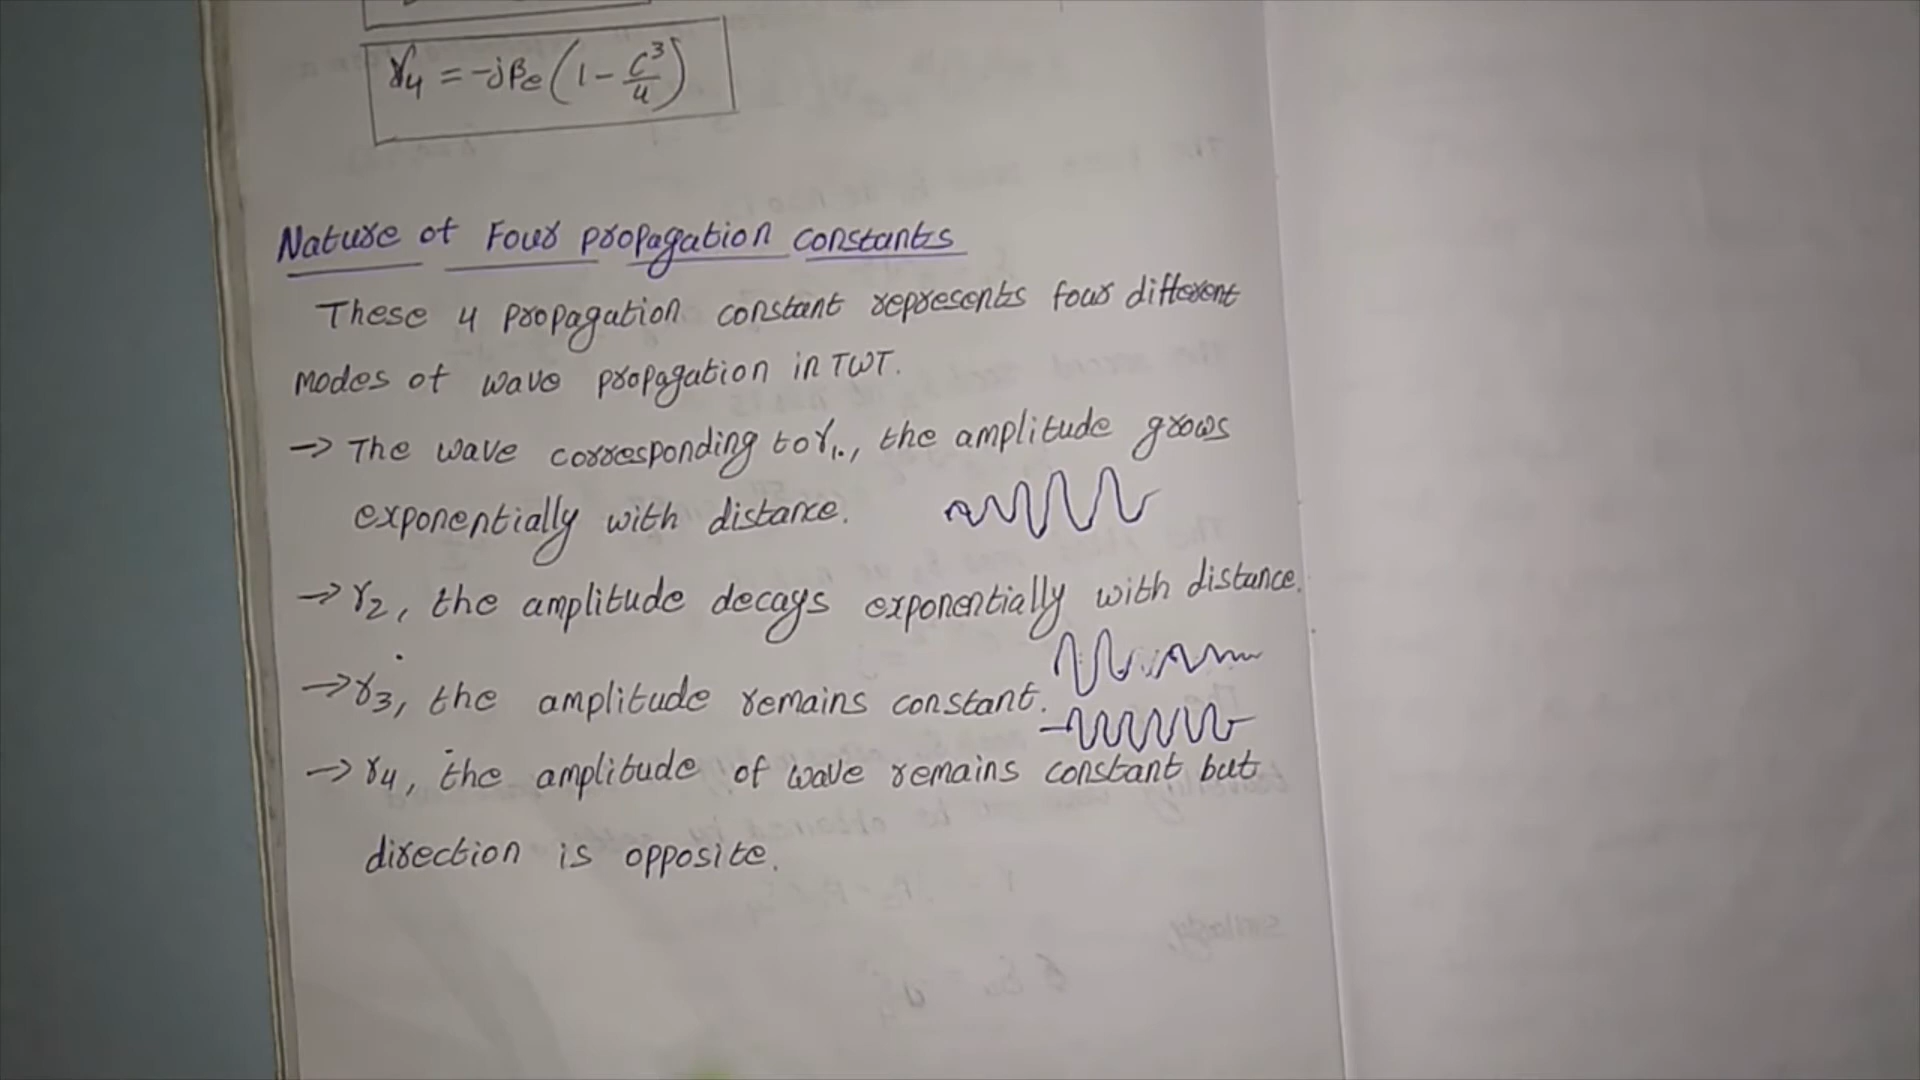 γ4 = -jβe(1 - C³/4)
Nature of Four propagation constants
These 4 propagation constant represents four different
modes of wave propagation in TWT.
→ The wave corresponding to γ1., the amplitude grows
exponentially with distance.
→ γ2, the amplitude decays exponentially with distance.
→ γ3, the amplitude remains constant.
→ γ4, the amplitude of wave remains constant but
direction is opposite.